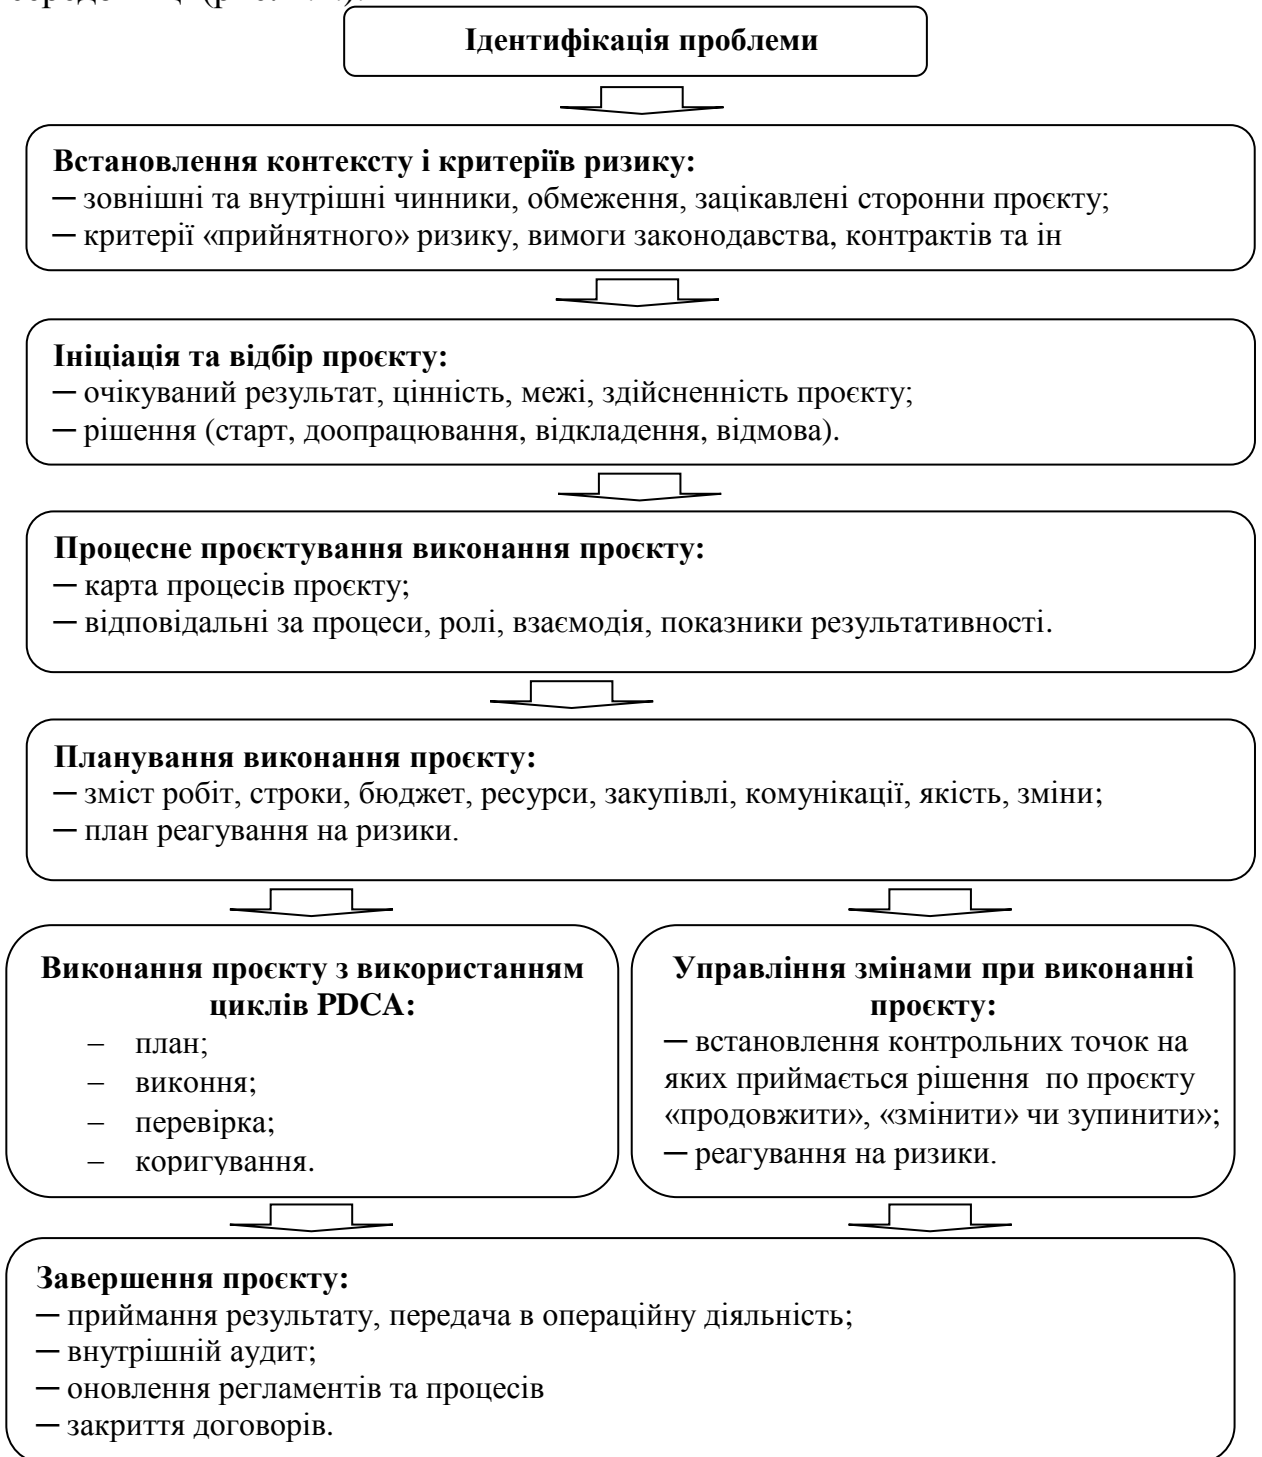 Ідентифікація проблеми
Встановлення контексту і критеріїв ризику:
─ зовнішні та внутрішні чинники, обмеження, зацікавлені сторонни проєкту;
─ критерії «прийнятного» ризику, вимоги законодавства, контрактів та ін
Ініціація та відбір проєкту:
─ очікуваний результат, цінність, межі, здійсненність проєкту;
─ рішення (старт, доопрацювання, відкладення, відмова).
Процесне проєктування виконання проєкту:
─ карта процесів проєкту;
─ відповідальні за процеси, ролі, взаємодія, показники результативності.
Планування виконання проєкту:
─ зміст робіт, строки, бюджет, ресурси, закупівлі, комунікації, якість, зміни;
─ план реагування на ризики.
Виконання проєкту з використанням
циклів PDCA:
– план;
– виконня;
– перевірка;
– коригування.
Управління змінами при виконанні
проєкту:
─ встановлення контрольних точок на
яких приймається рішення по проєкту
«продовжити», «змінити» чи зупинити»;
─ реагування на ризики.
Завершення проєкту:
─ приймання результату, передача в операційну діяльність;
─ внутрішній аудит;
─ оновлення регламентів та процесів
─ закриття договорів.